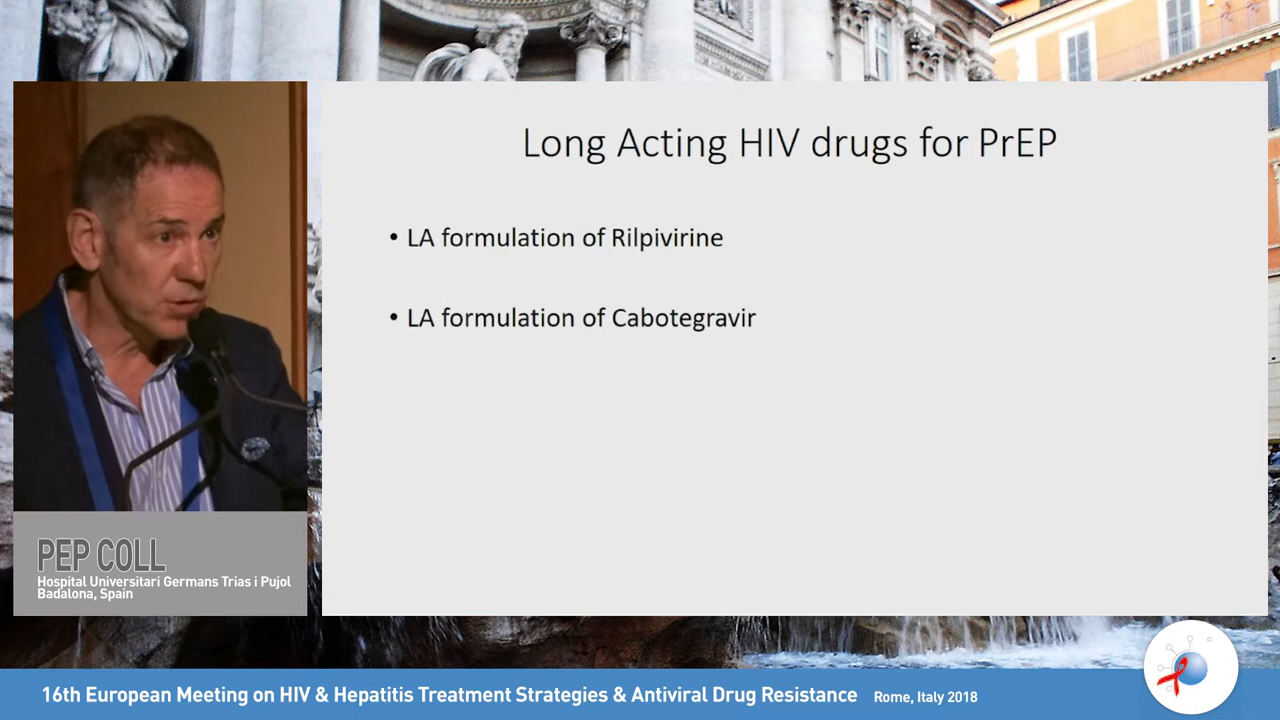 Long Acting HIV drugs for PrEP
• LA formulation of Rilpivirine
• LA formulation of Cabotegravir
PEP COLL
Hospital Universitari Germans Trias i Pujol
Badalona, Spain
16th European Meeting on HIV & Hepatitis Treatment Strategies & Antiviral Drug Resistance Rome, Italy 2018